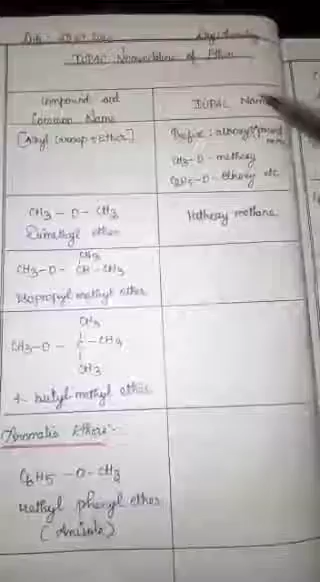 IUPAC Nomenclature of Ether
Compound and
Common Name
IUPAC Name
[Alkyl Group + Ether]
Prefix : alkoxy
CH3-O- methoxy
C2H5-O- ethoxy etc
CH3 - O - CH3
Dimethyl ether
Methoxy methane
CH3
CH3-O- CH-CH3
Isopropyl methyl ether
CH3
CH3-O- C-CH3
CH3
t-butyl methyl ether
Aromatic Ethers:-
C6H5 -O-CH3
Methyl phenyl ether
(Anisole)